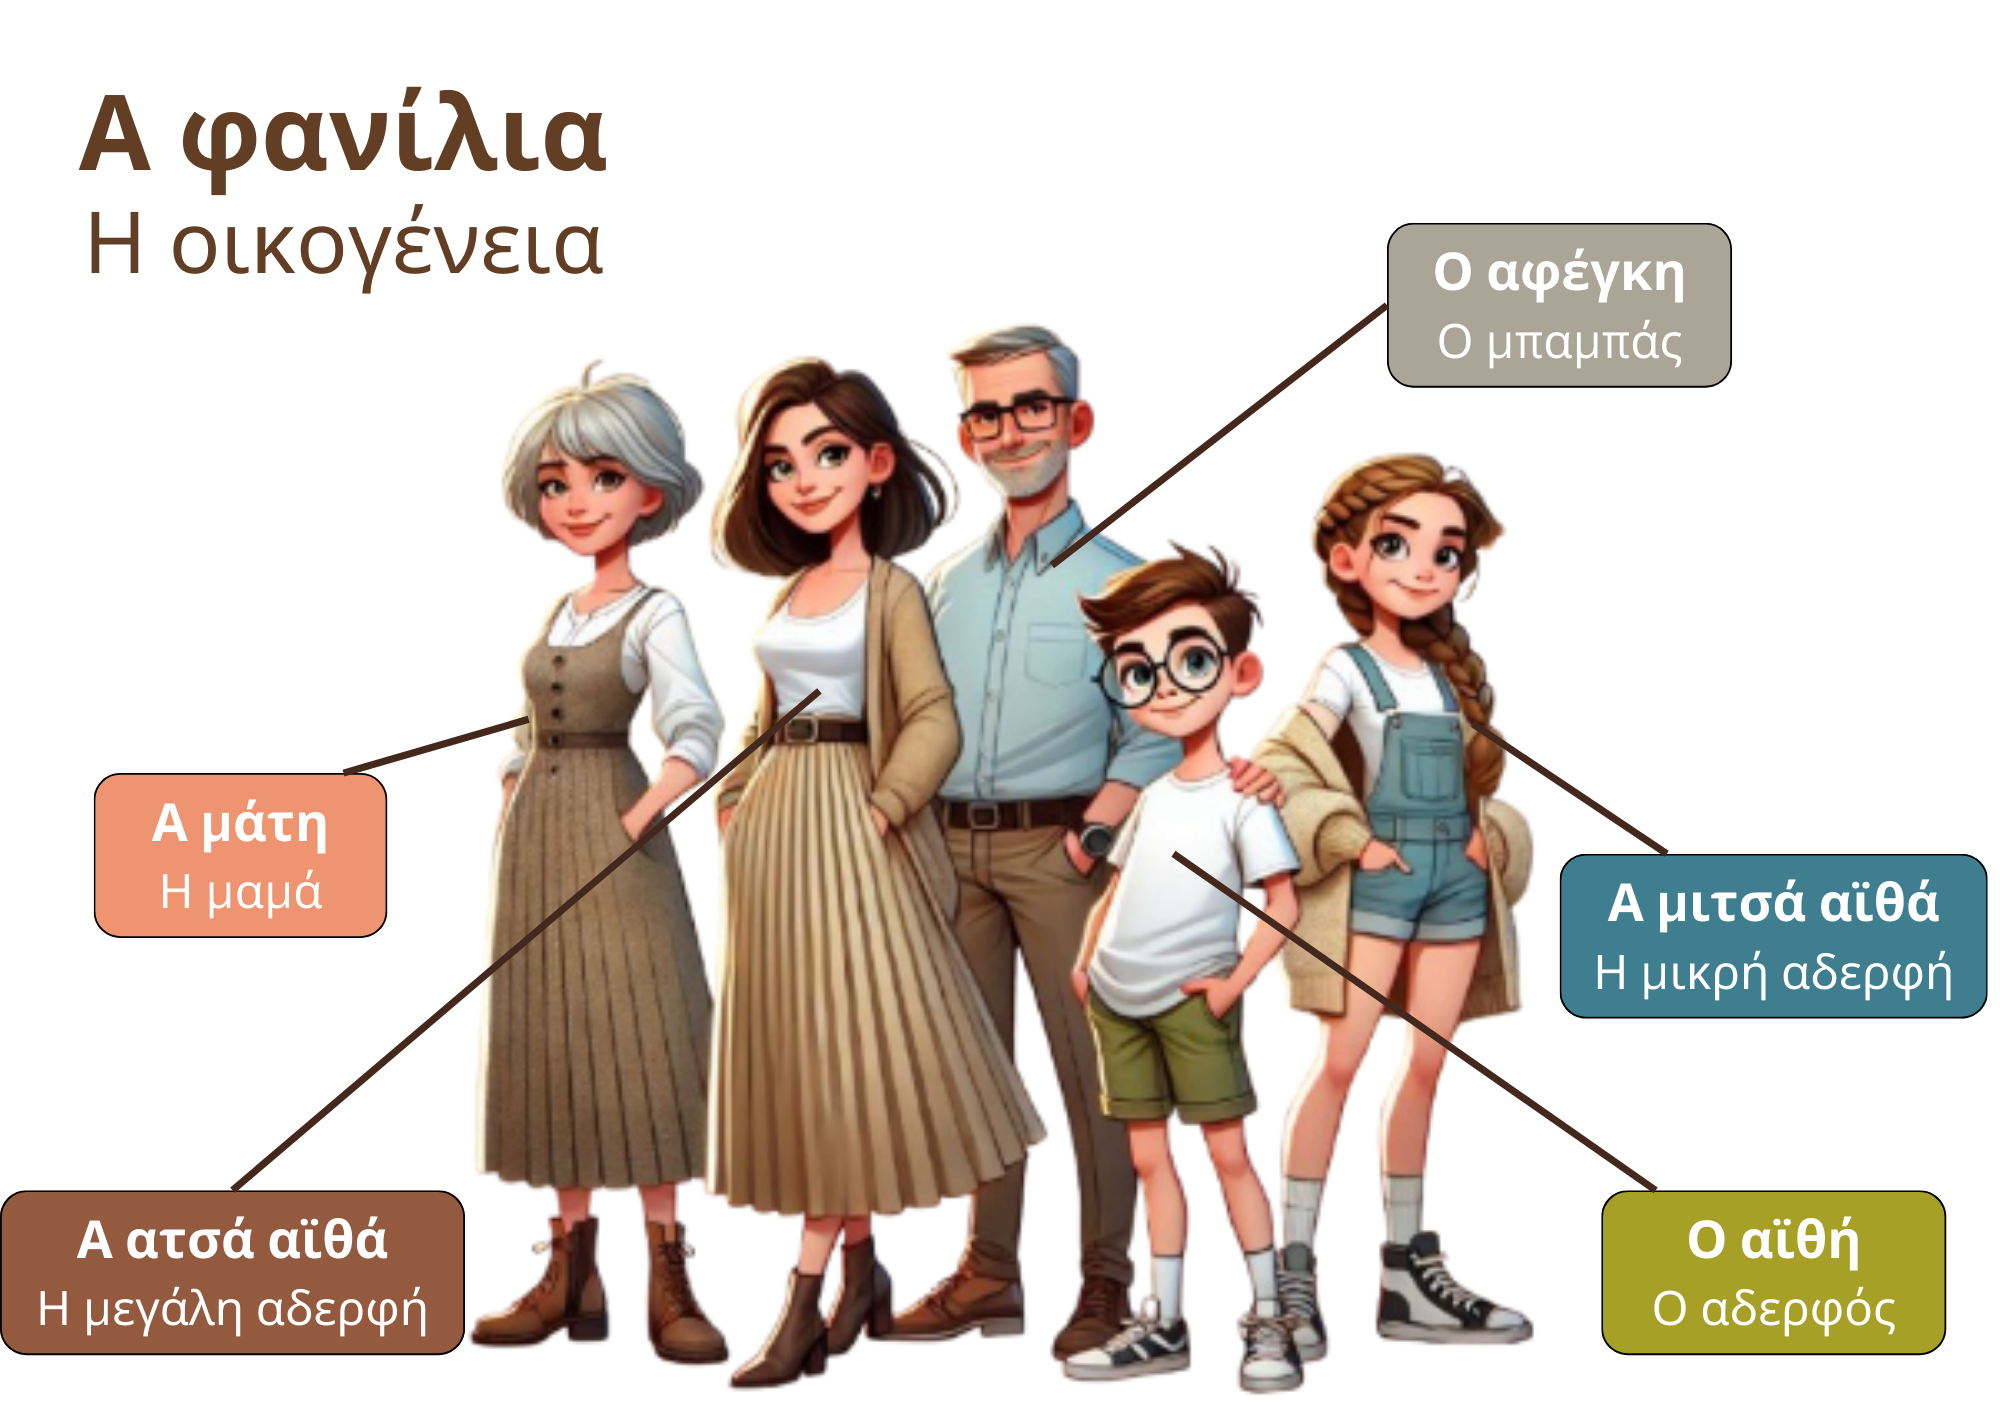 Α φανίλια
Η οικογένεια
Ο αφέγκη
Ο μπαμπάς
Α μάτη
Η μαμά
Α μιτσά αϊθά
Η μικρή αδερφή
Α ατσά αϊθά
Η μεγάλη αδερφή
Ο αϊθή
Ο αδερφός